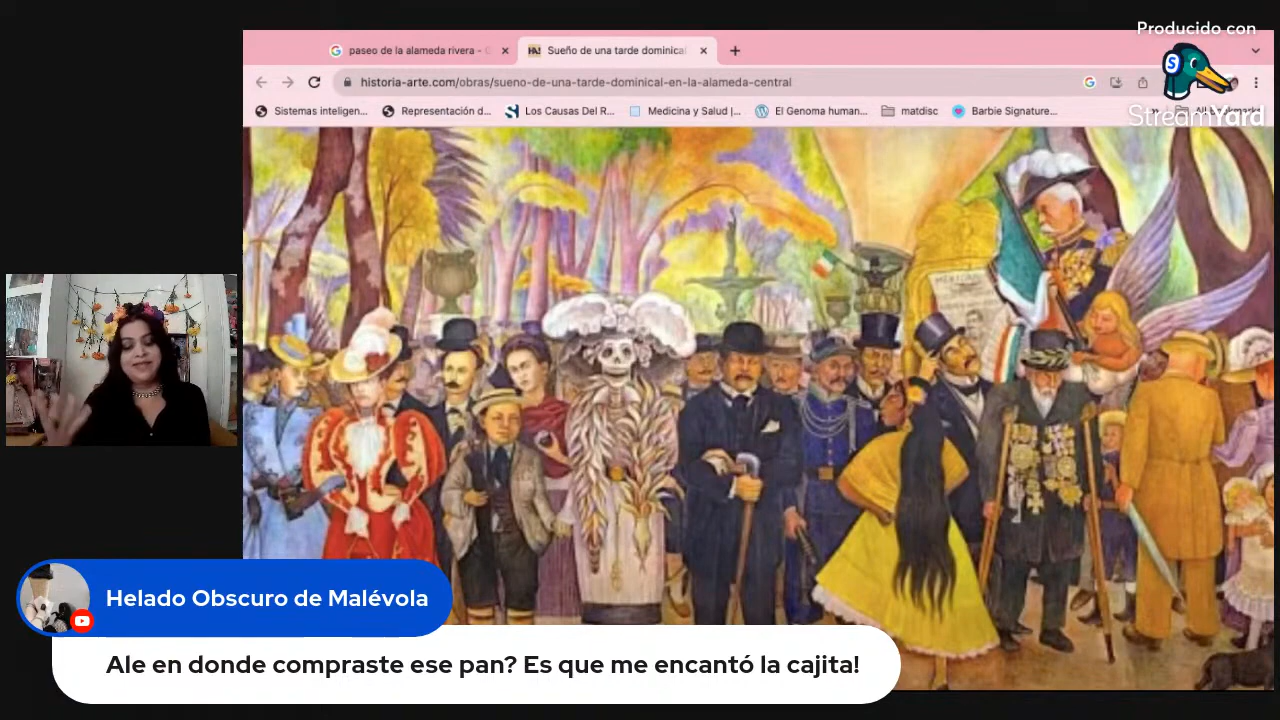 Producido con
StreamYard
paseo de la alameda rivera - G
Sueño de una tarde dominical
historia-arte.com/obras/sueno-de-una-tarde-dominical-en-la-alameda-central
Sistemas inteligen...
Representación d...
Los Causas Del R...
Medicina y Salud |...
El Genoma human...
matdisc
Barbie Signature...
Helado Obscuro de Malévola
Ale en donde compraste ese pan? Es que me encantó la cajita!